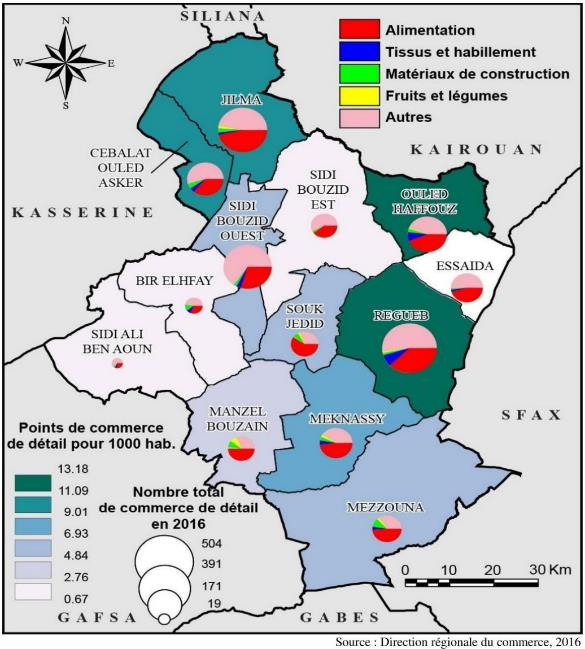 SILIANA
N
W E
S
Alimentation
Tissus et habillement
Matériaux de construction
Fruits et légumes
Autres
KAIROUAN
JILMA
CEBALAT
OULED
ASKER
KASSERINE
SIDI
BOUZID
EST
SIDI
BOUZID
OUEST
OULED
HAFFOUZ
ESSAIDA
BIR ELHFAY
SOUK
JEDID
REGUEB
SIDI ALI
BEN AOUN
MANZEL
BOUZAIN
MEKNASSY
SFAX
MEZZOUNA
Points de commerce
de détail pour 1000 hab.
13.18
11.09
9.01
6.93
4.84
2.76
0.67
Nombre total
de commerce de détail
en 2016
504
391
171
19
0 10 20 30 Km
GAFSA
GABES
Source : Direction régionale du commerce, 2016